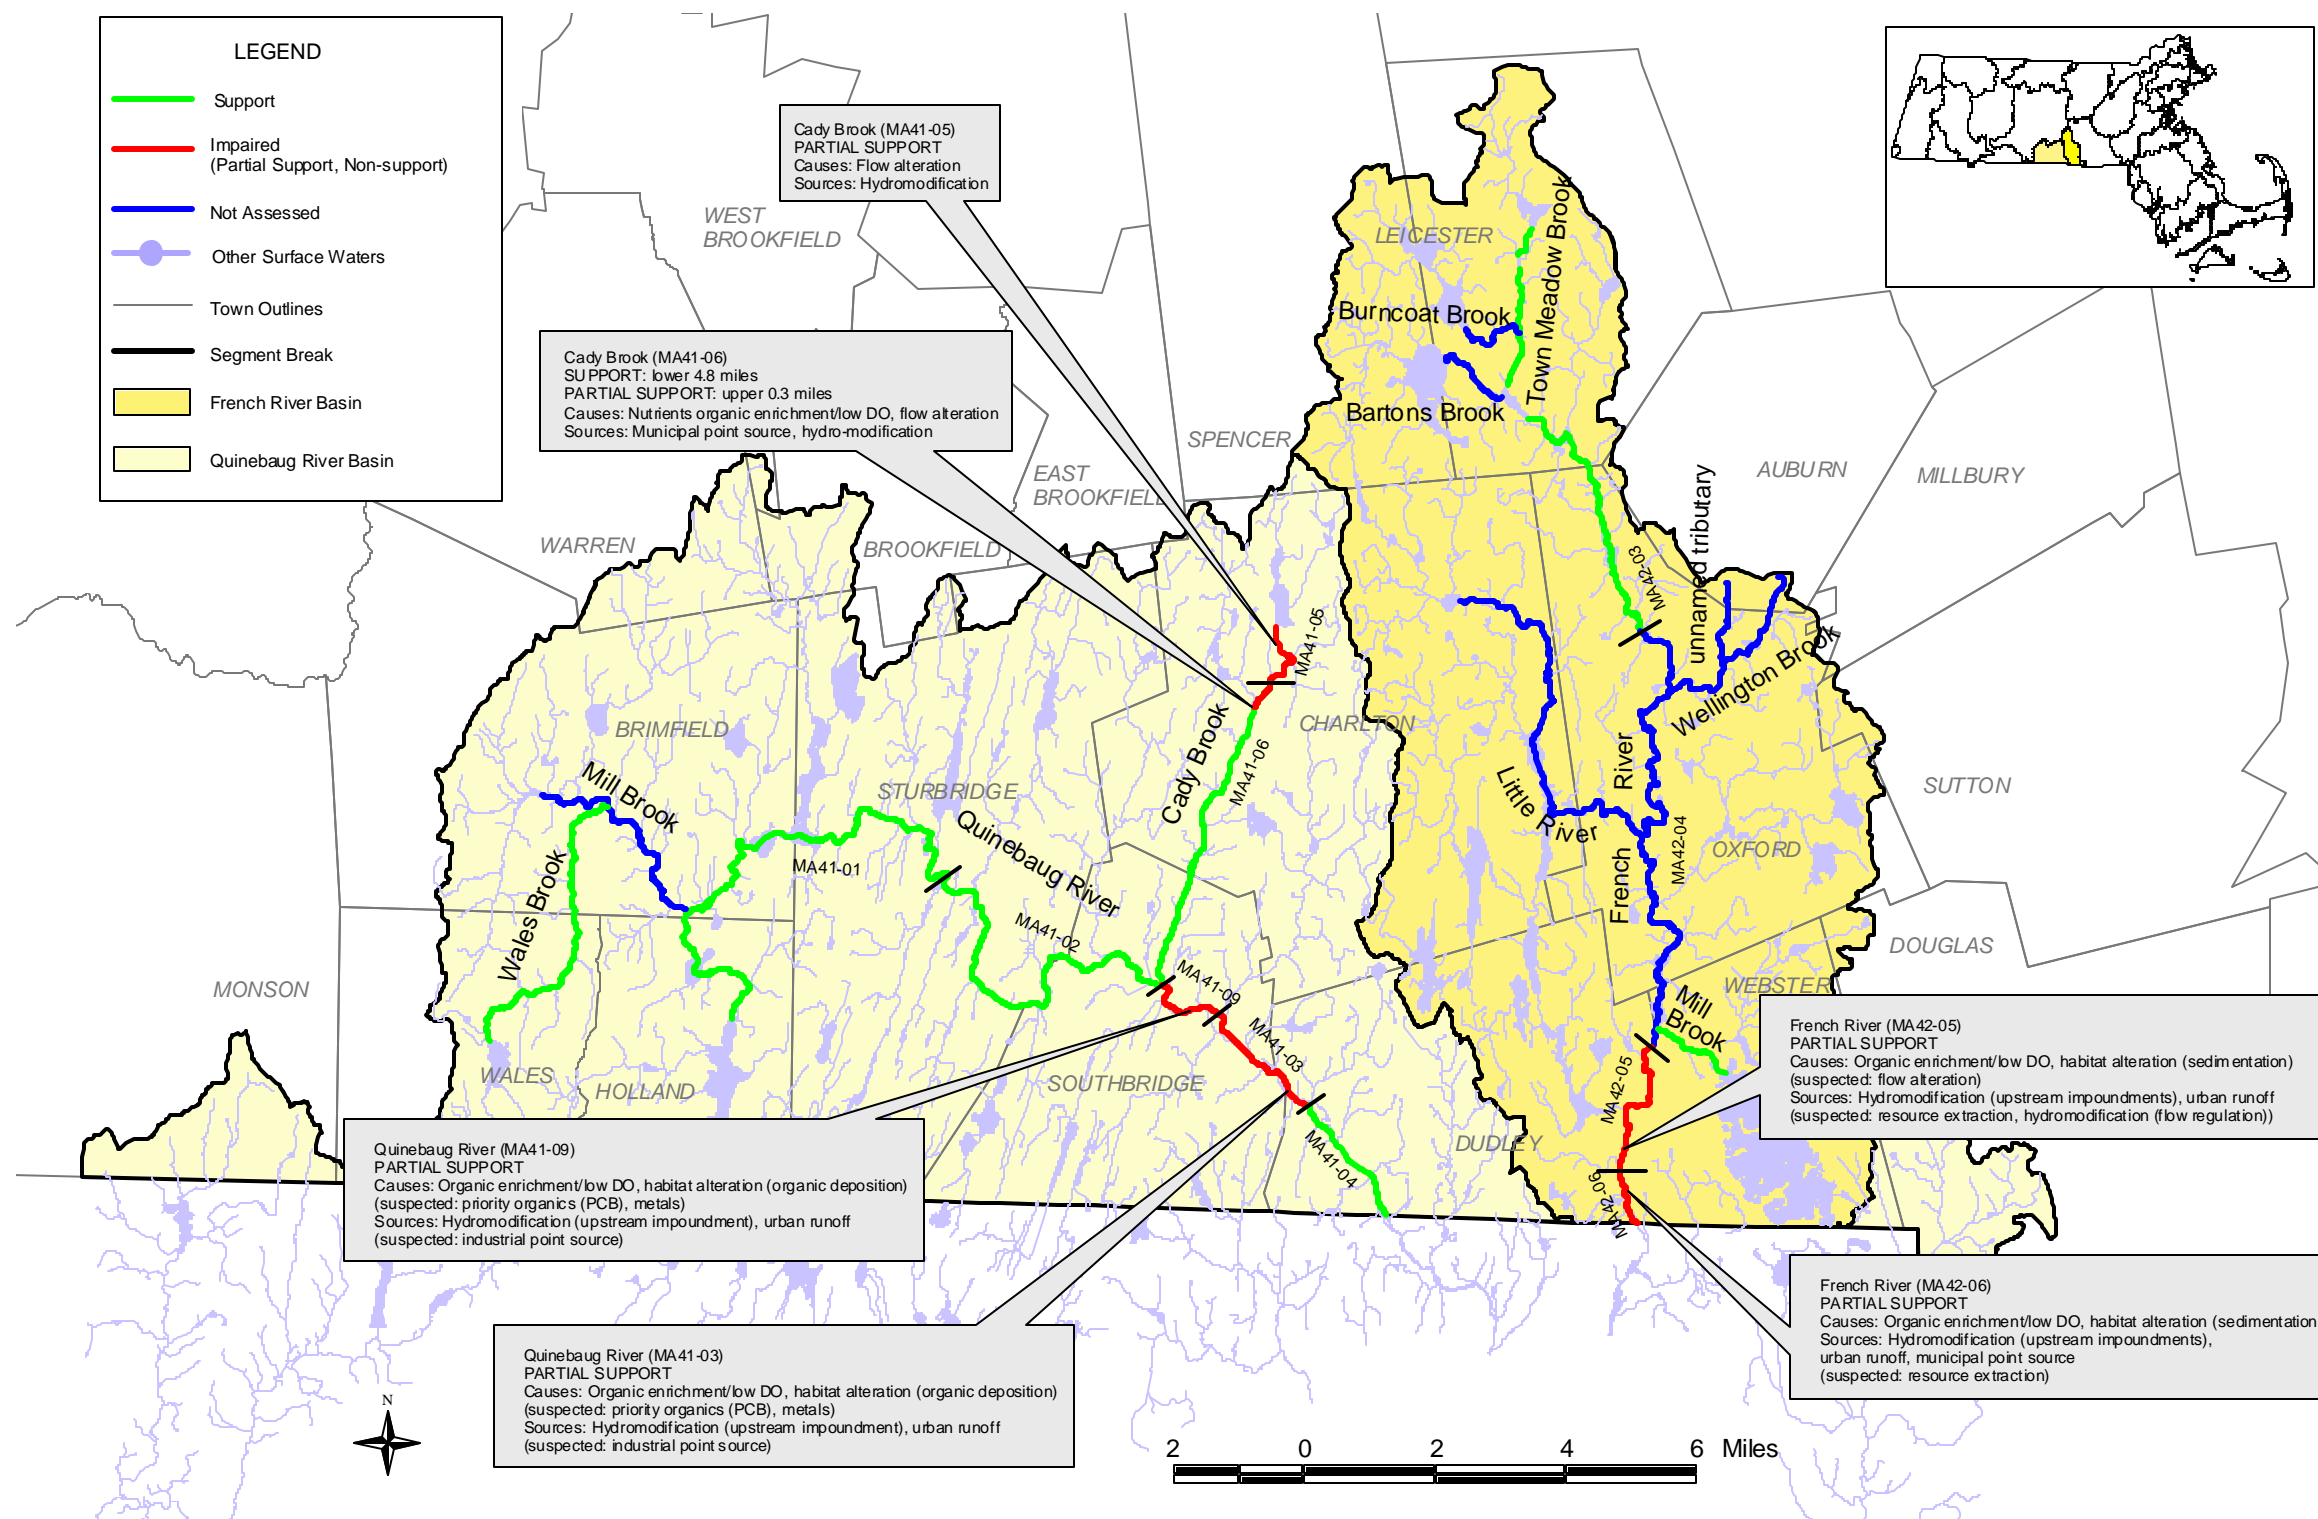 LEGEND
Support
Impaired
(Partial Support, Non-support)
Not Assessed
Other Surface Waters
Town Outlines
Segment Break
French River Basin
Quinebaug River Basin
Cady Brook (MA41-05)
PARTIAL SUPPORT
Causes: Flow alteration
Sources: Hydromodification
Cady Brook (MA41-06)
SUPPORT: lower 4.8 miles
PARTIAL SUPPORT: upper 0.3 miles
Causes: Nutrients organic enrichment/low DO, flow alteration
Sources: Municipal point source, hydro-modification
WEST
BROOKFIELD
LEICESTER
Town Meadow Brook
Burncoat Brook
Bartons Brook
SPENCER
EAST
BROOKFIELD
AUBURN
MILLBURY
WARREN
BROOKFIELD
MA42-03
unnamed tributary
MA41-05
Wellington Brook
BRIMFIELD
CHARLTON
Cady Brook
MA41-06
French
River
Little River
MA42-04
OXFORD
SUTTON
Mill Brook
STURBRIDGE
MA41-01
Quinebaug River
MA41-02
Wales Brook
MONSON
WALES
HOLLAND
MA41-09
MA41-03
SOUTHBRIDGE
MA41-04
DUDLEY
DOUGLAS
WEBSTER
Mill
Brook
MA42-05
MA42-06
French River (MA42-05)
PARTIAL SUPPORT
Causes: Organic enrichment/low DO, habitat alteration (sedimentation)
(suspected: flow alteration)
Sources: Hydromodification (upstream impoundments), urban runoff
(suspected: resource extraction, hydromodification (flow regulation))
Quinebaug River (MA41-09)
PARTIAL SUPPORT
Causes: Organic enrichment/low DO, habitat alteration (organic deposition)
(suspected: priority organics (PCB), metals)
Sources: Hydromodification (upstream impoundment), urban runoff
(suspected: industrial point source)
French River (MA42-06)
PARTIAL SUPPORT
Causes: Organic enrichment/low DO, habitat alteration (sedimentation
Sources: Hydromodification (upstream impoundments),
urban runoff, municipal point source
(suspected: resource extraction)
Quinebaug River (MA41-03)
PARTIAL SUPPORT
Causes: Organic enrichment/low DO, habitat alteration (organic deposition)
(suspected: priority organics (PCB), metals)
Sources: Hydromodification (upstream impoundment), urban runoff
(suspected: industrial point source)
N
2 0 2 4 6 Miles